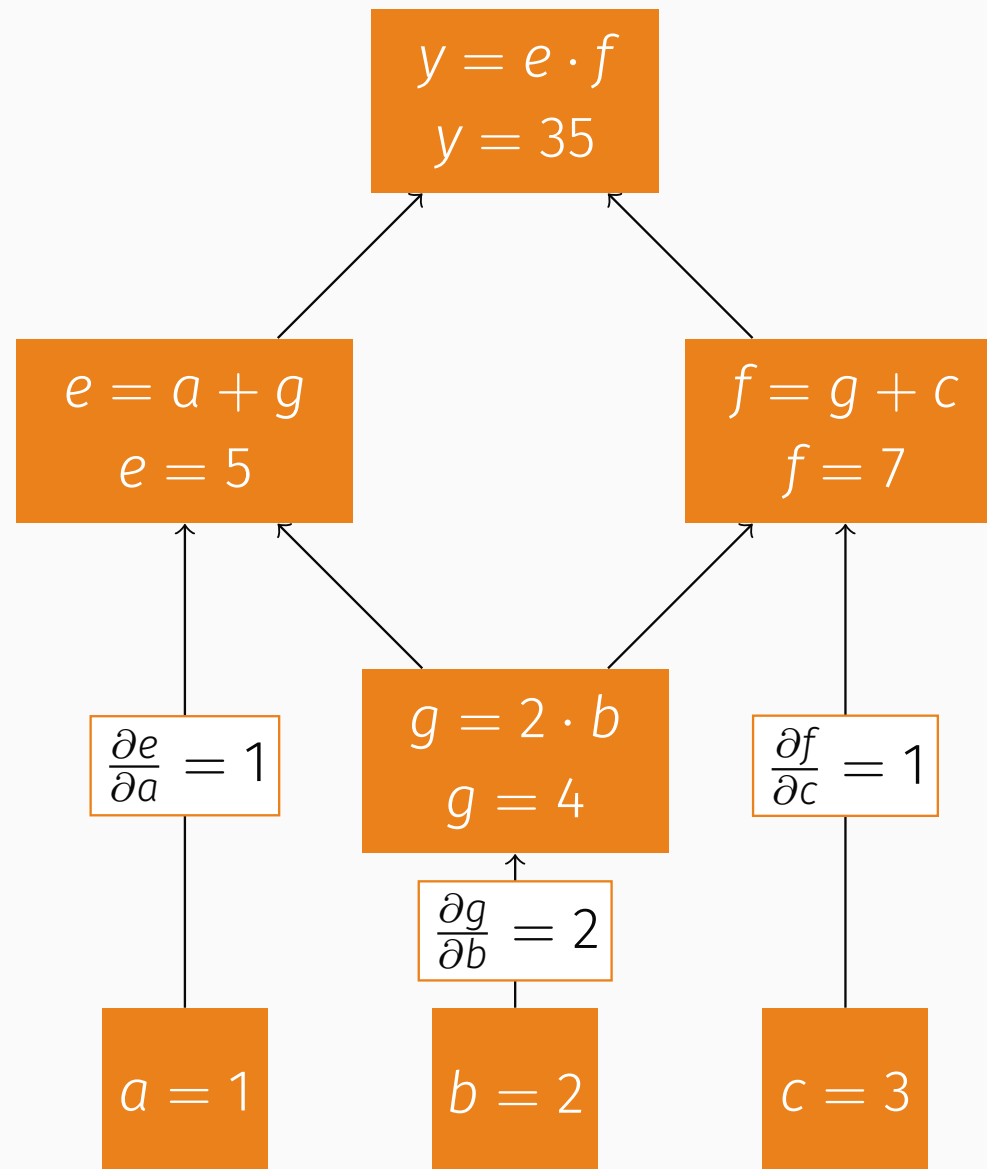 y = e · f
y = 35
e = a + g
e = 5
f = g + c
f = 7
g = 2 · b
g = 4
∂e/∂a = 1
∂f/∂c = 1
∂g/∂b = 2
a = 1
b = 2
c = 3